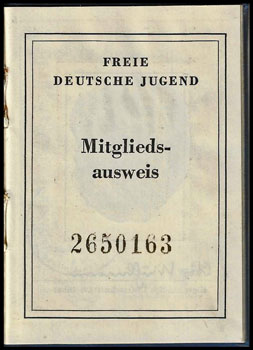 FREIE
DEUTSCHE JUGEND
Mitglieds-
ausweis
2650163